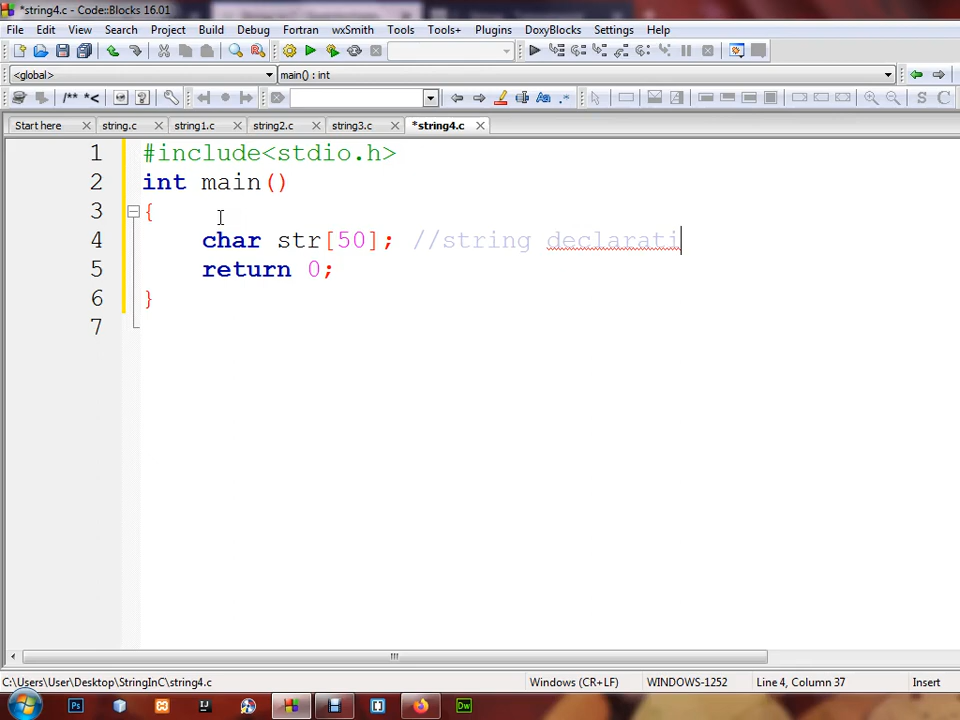 *string4.c - Code::Blocks 16.01
File Edit View Search Project Build Debug Fortran wxSmith Tools Tools+ Plugins DoxyBlocks Settings Help
<global> main() : int
/** *<
Start here string.c string1.c string2.c string3.c *string4.c
1 #include<stdio.h>
2 int main()
3 {
4 char str[50]; //string declarati
5 return 0;
6 }
7
C:\Users\User\Desktop\StringInC\string4.c Windows (CR+LF) WINDOWS-1252 Line 4, Column 37 Insert
Ps IJ Dw